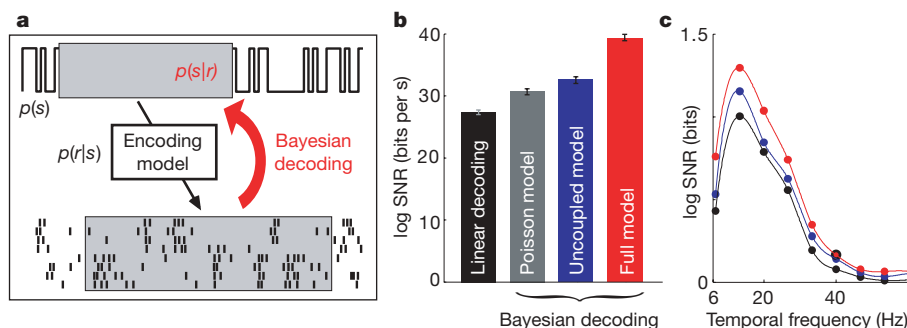 a
p(s)
p(s|r)
p(r|s)
Encoding
model
Bayesian
decoding
b
log SNR (bits per s)
40
30
20
10
0
Linear decoding
Poisson model
Uncoupled model
Full model
Bayesian decoding
c
log SNR (bits)
1.5
0
6
20
40
Temporal frequency (Hz)